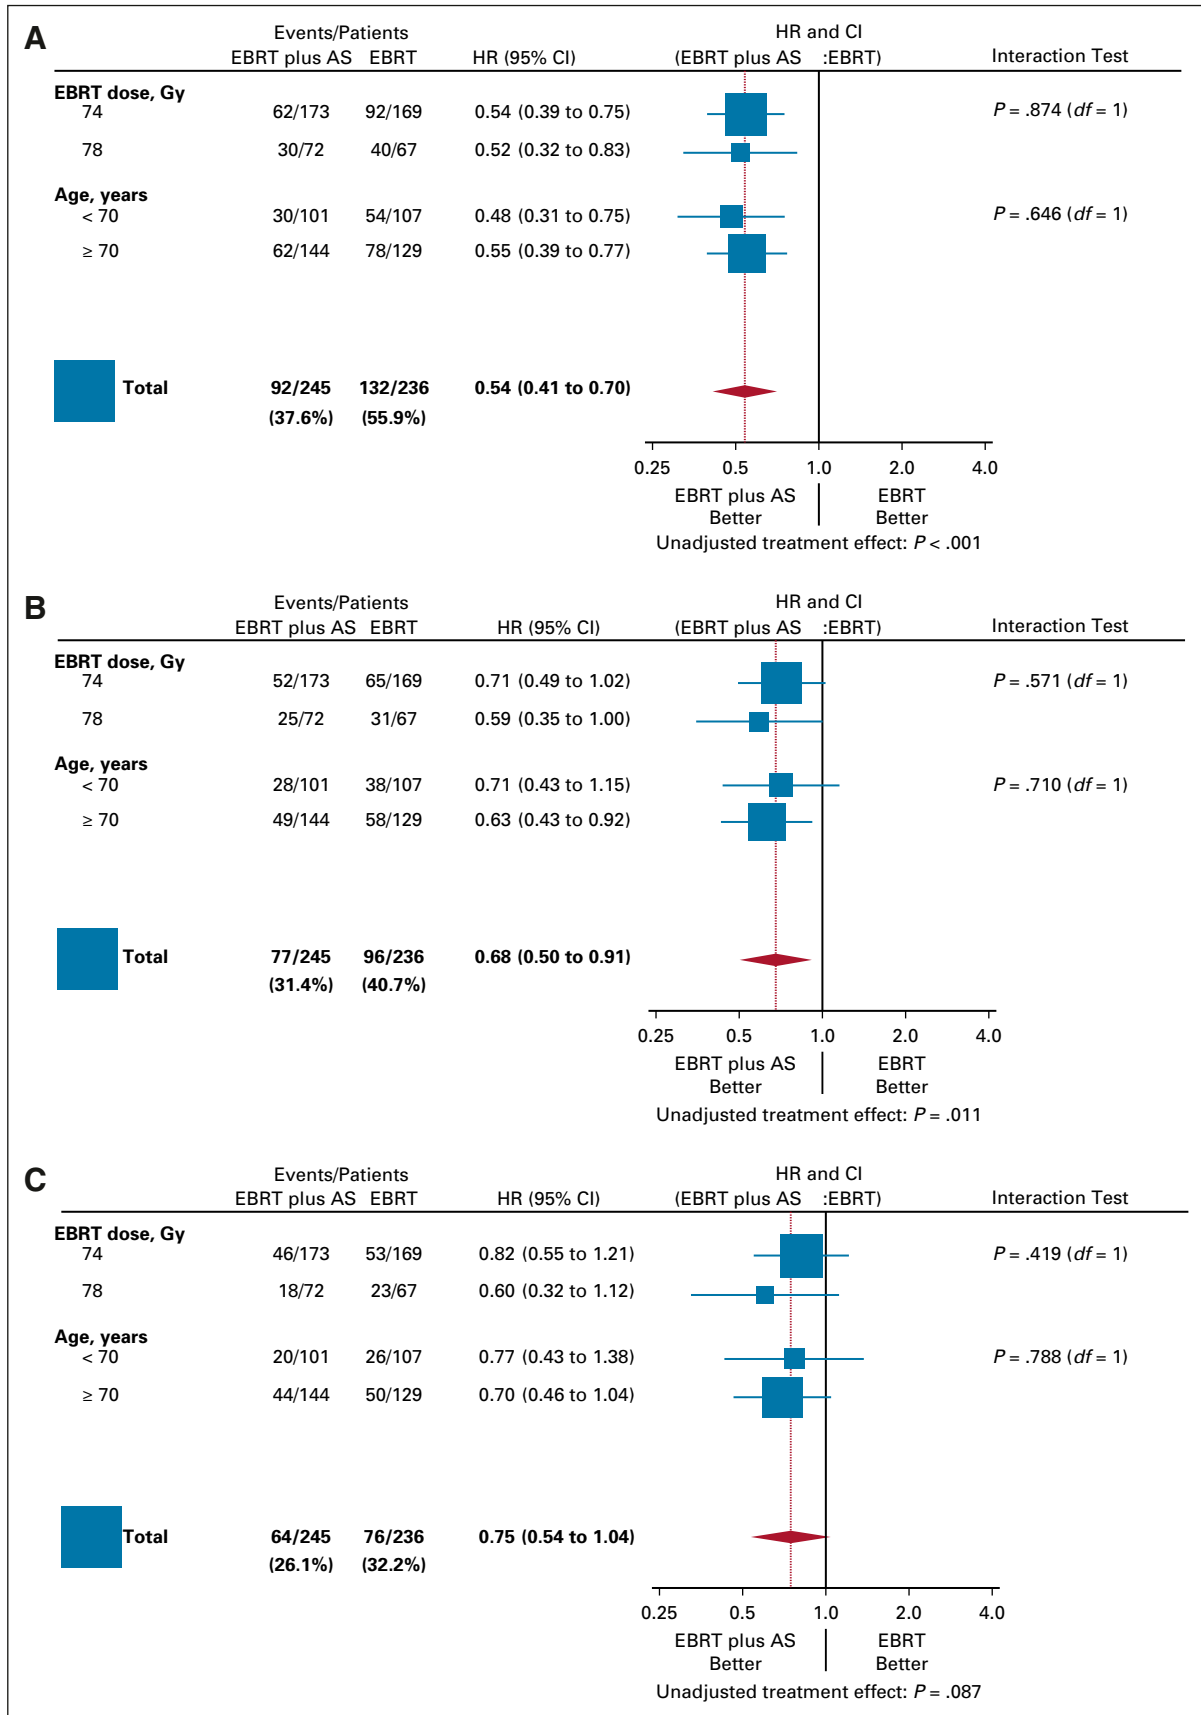 A
Events/Patients HR and CI
EBRT plus AS EBRT HR (95% CI) (EBRT plus AS :EBRT) Interaction Test
EBRT dose, Gy
74 62/173 92/169 0.54 (0.39 to 0.75) P = .874 (df = 1)
78 30/72 40/67 0.52 (0.32 to 0.83)
Age, years
< 70 30/101 54/107 0.48 (0.31 to 0.75) P = .646 (df = 1)
≥ 70 62/144 78/129 0.55 (0.39 to 0.77)
Total 92/245 132/236 0.54 (0.41 to 0.70)
(37.6%) (55.9%)
0.25 0.5 1.0 2.0 4.0
EBRT plus AS EBRT
Better Better
Unadjusted treatment effect: P < .001
B
Events/Patients HR and CI
EBRT plus AS EBRT HR (95% CI) (EBRT plus AS :EBRT) Interaction Test
EBRT dose, Gy
74 52/173 65/169 0.71 (0.49 to 1.02) P = .571 (df = 1)
78 25/72 31/67 0.59 (0.35 to 1.00)
Age, years
< 70 28/101 38/107 0.71 (0.43 to 1.15) P = .710 (df = 1)
≥ 70 49/144 58/129 0.63 (0.43 to 0.92)
Total 77/245 96/236 0.68 (0.50 to 0.91)
(31.4%) (40.7%)
0.25 0.5 1.0 2.0 4.0
EBRT plus AS EBRT
Better Better
Unadjusted treatment effect: P = .011
C
Events/Patients HR and CI
EBRT plus AS EBRT HR (95% CI) (EBRT plus AS :EBRT) Interaction Test
EBRT dose, Gy
74 46/173 53/169 0.82 (0.55 to 1.21) P = .419 (df = 1)
78 18/72 23/67 0.60 (0.32 to 1.12)
Age, years
< 70 20/101 26/107 0.77 (0.43 to 1.38) P = .788 (df = 1)
≥ 70 44/144 50/129 0.70 (0.46 to 1.04)
Total 64/245 76/236 0.75 (0.54 to 1.04)
(26.1%) (32.2%)
0.25 0.5 1.0 2.0 4.0
EBRT plus AS EBRT
Better Better
Unadjusted treatment effect: P = .087